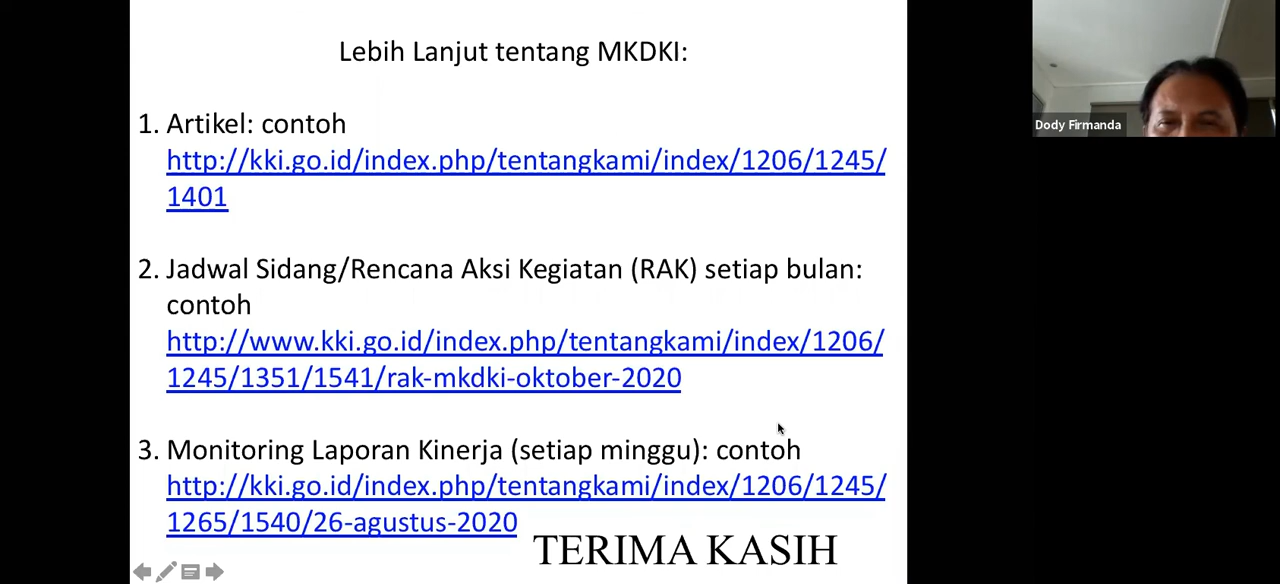 Lebih Lanjut tentang MKDKI:
1. Artikel: contoh
http://kki.go.id/index.php/tentangkami/index/1206/1245/
1401
2. Jadwal Sidang/Rencana Aksi Kegiatan (RAK) setiap bulan:
contoh
http://www.kki.go.id/index.php/tentangkami/index/1206/
1245/1351/1541/rak-mkdki-oktober-2020
3. Monitoring Laporan Kinerja (setiap minggu): contoh
http://kki.go.id/index.php/tentangkami/index/1206/1245/
1265/1540/26-agustus-2020
TERIMA KASIH
Dody Firmanda